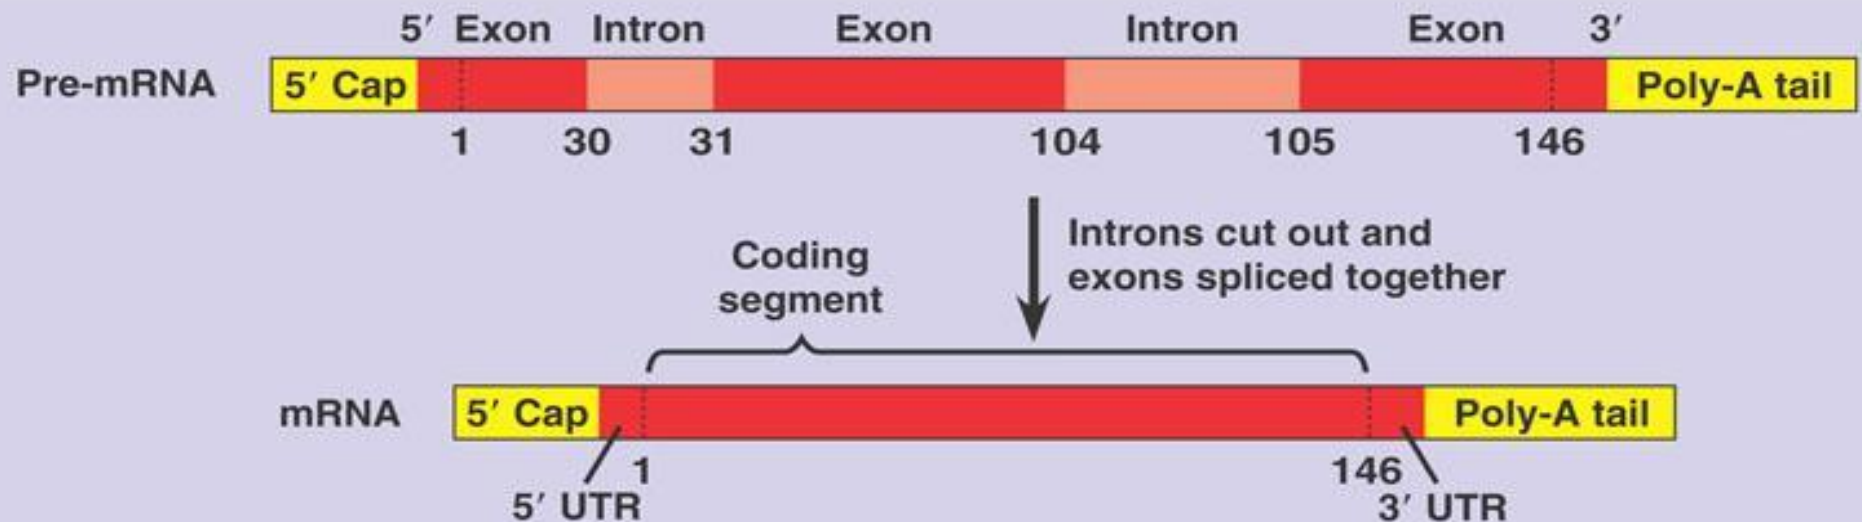 5′ Exon Intron Exon Intron Exon 3′
Pre-mRNA 5′ Cap Poly-A tail
1 30 31 104 105 146
Introns cut out and
exons spliced together
Coding
segment
mRNA 5′ Cap Poly-A tail
1 146
5′ UTR 3′ UTR